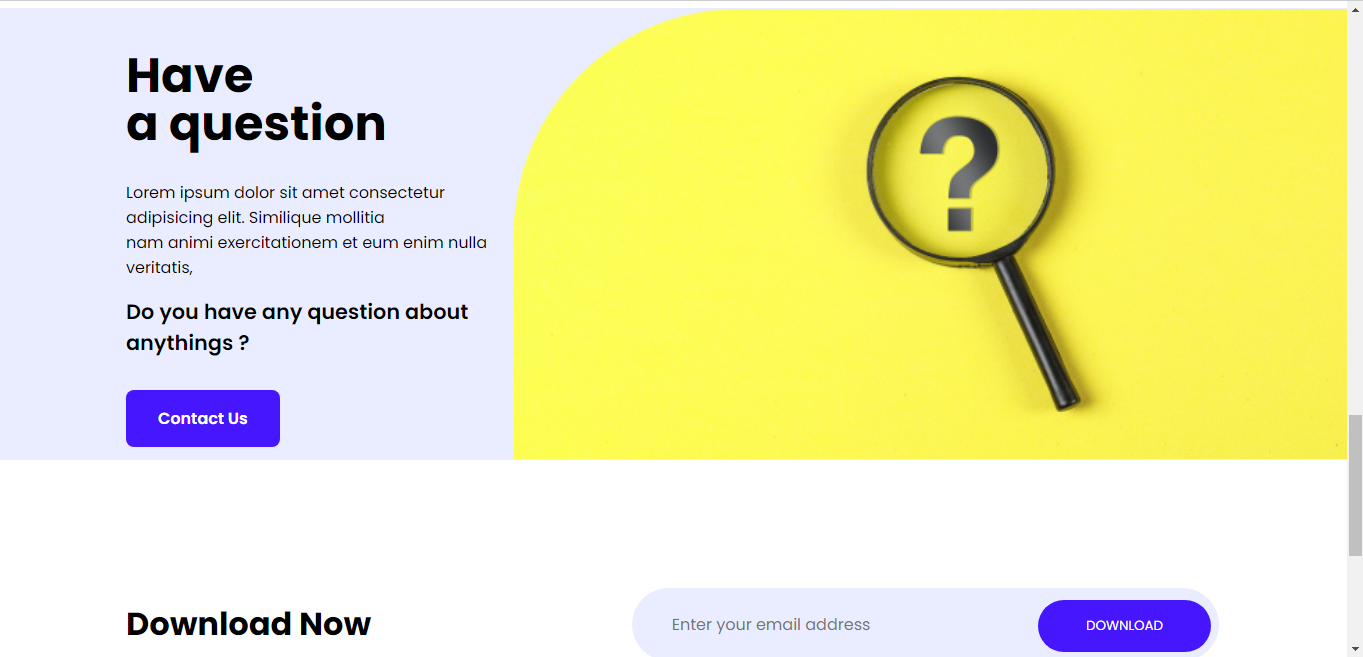 Have
a question
Lorem ipsum dolor sit amet consectetur
adipisicing elit. Similique mollitia
nam animi exercitationem et eum enim nulla
veritatis,
Do you have any question about
anythings ?
Contact Us
?
Download Now
Enter your email address
DOWNLOAD